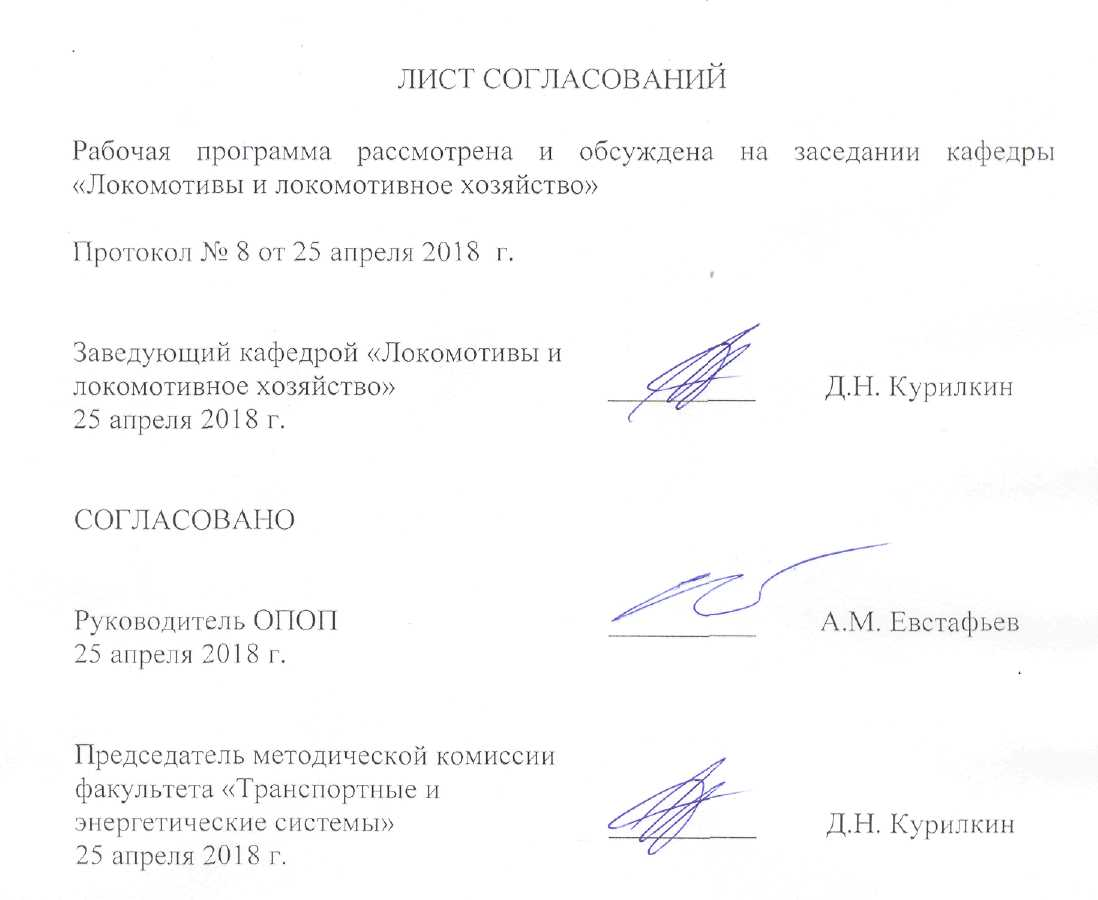 ЛИСТ СОГЛАСОВАНИЙ
Рабочая программа рассмотрена и обсуждена на заседании кафедры
«Локомотивы и локомотивное хозяйство»
Протокол № 8 от 25 апреля 2018 г.
Заведующий кафедрой «Локомотивы и
локомотивное хозяйство» Д.Н. Курилкин
25 апреля 2018 г.
СОГЛАСОВАНО
Руководитель ОПОП А.М. Евстафьев
25 апреля 2018 г.
Председатель методической комиссии
факультета «Транспортные и
энергетические системы» Д.Н. Курилкин
25 апреля 2018 г.